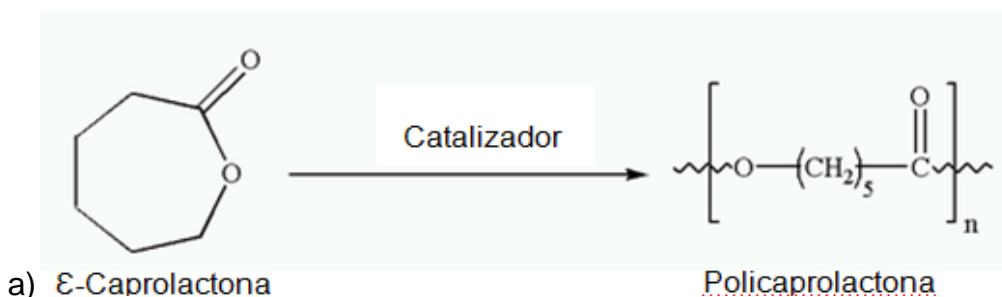 O
O
Catalizador
O
O
(CH₂)₅
C
n
a) Ɛ-Caprolactona
Policaprolactona